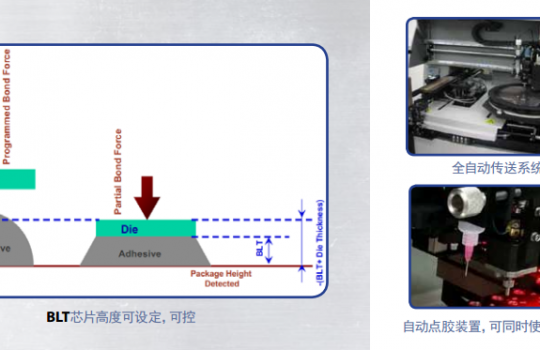 Programmed Bond Force
Partial Bond Force
Die
ve
Adhesive
BLT
-(BLT+ Die Thickness)
Package Height
Detected
BLT芯片高度可设定, 可控
全自动传送系统
自动点胶装置, 可同时使